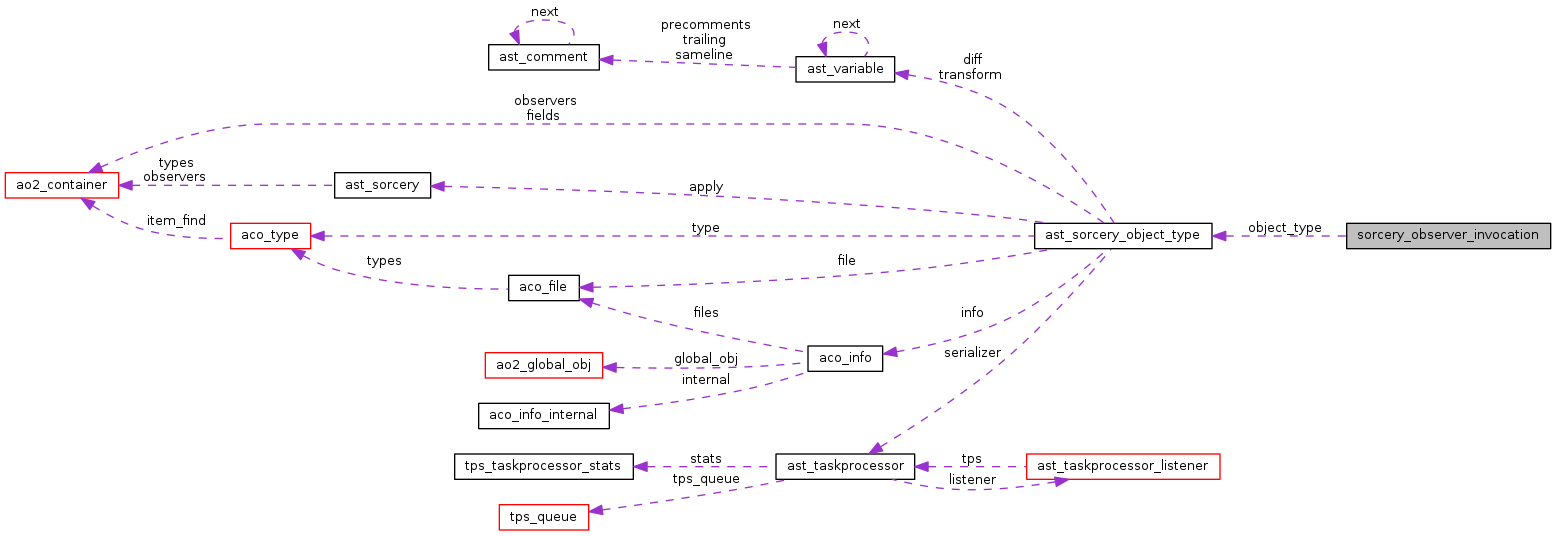 next
ast_comment
precomments
trailing
sameline
next
ast_variable
diff
transform
observers
fields
types
observers
ao2_container
ast_sorcery
apply
item_find
aco_type
type
ast_sorcery_object_type
object_type
sorcery_observer_invocation
types
aco_file
file
files
info
global_obj
ao2_global_obj
aco_info
serializer
internal
aco_info_internal
stats
tps_taskprocessor_stats
ast_taskprocessor
tps
ast_taskprocessor_listener
tps_queue
listener
tps_queue